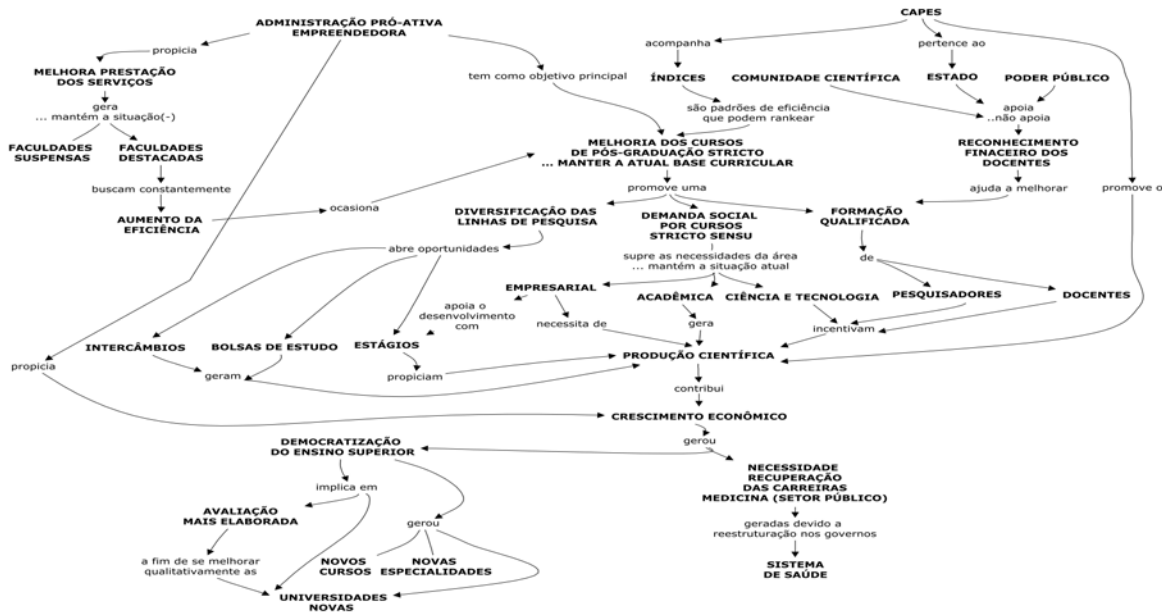 CAPES
ADMINISTRAÇÃO PRÓ-ATIVA
EMPREENDEDORA
propicia
acompanha
pertence ao
MELHORA PRESTAÇÃO
DOS SERVIÇOS
tem como objetivo principal
ÍNDICES
COMUNIDADE CIENTÍFICA
ESTADO
PODER PÚBLICO
gera
... mantém a situação(-)
são padrões de eficiência
que podem rankear
apoia
..não apoia
FACULDADES
SUSPENSAS
FACULDADES
DESTACADAS
MELHORIA DOS CURSOS
DE PÓS-GRADUAÇÃO STRICTO
... MANTER A ATUAL BASE CURRICULAR
RECONHECIMENTO
FINACEIRO DOS
DOCENTES
buscam constantemente
promove uma
ajuda a melhorar
promove o
AUMENTO DA
EFICIÊNCIA
ocasiona
DIVERSIFICAÇÃO DAS
LINHAS DE PESQUISA
DEMANDA SOCIAL
POR CURSOS
STRICTO SENSU
FORMAÇÃO
QUALIFICADA
abre oportunidades
supre as necessidades da área
... mantém a situação atual
de
EMPRESARIAL
ACADÊMICA
CIÊNCIA E TECNOLOGIA
PESQUISADORES
DOCENTES
apoia o
desenvolvimento
com
necessita de
gera
incentivam
INTERCÂMBIOS
BOLSAS DE ESTUDO
ESTÁGIOS
PRODUÇÃO CIENTÍFICA
propicia
geram
propiciam
contribui
CRESCIMENTO ECONÔMICO
gerou
DEMOCRATIZAÇÃO
DO ENSINO SUPERIOR
NECESSIDADE
RECUPERAÇÃO
DAS CARREIRAS
MEDICINA (SETOR PÚBLICO)
implica em
AVALIAÇÃO
MAIS ELABORADA
gerou
geradas devido a
reestruturação nos governos
a fim de se melhorar
qualitativamente as
NOVOS
CURSOS
NOVAS
ESPECIALIDADES
SISTEMA
DE SAÚDE
UNIVERSIDADES
NOVAS